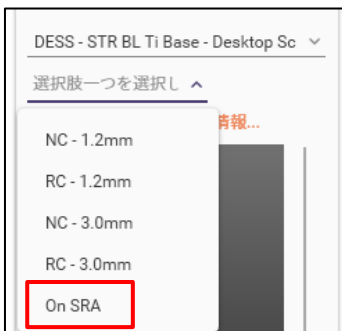 DESS - STR BL Ti Base - Desktop Sc
選択肢一つを選択し
情報...
NC - 1.2mm
RC - 1.2mm
NC - 3.0mm
RC - 3.0mm
On SRA